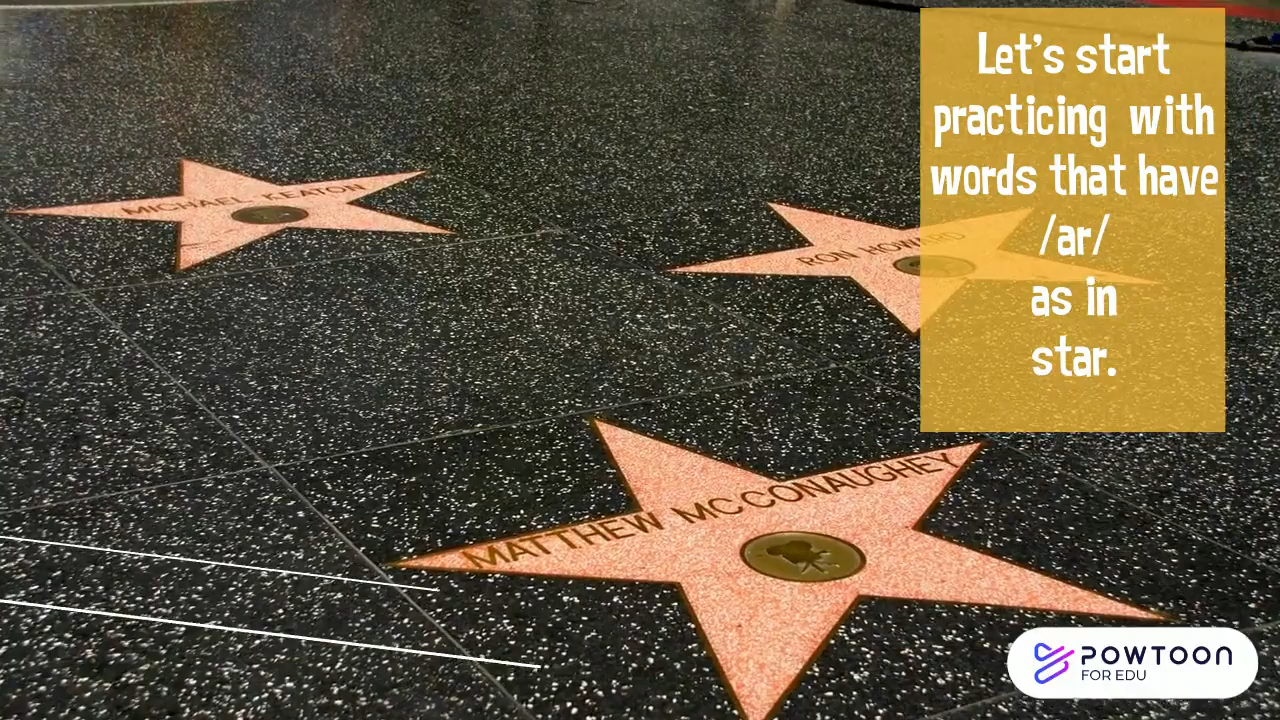 Let's start
practicing with
words that have
/ar/
as in
star.
MICHAEL KEATON
RON HOWARD
MATTHEW MCCONAUGHEY
POWTOON
FOR EDU